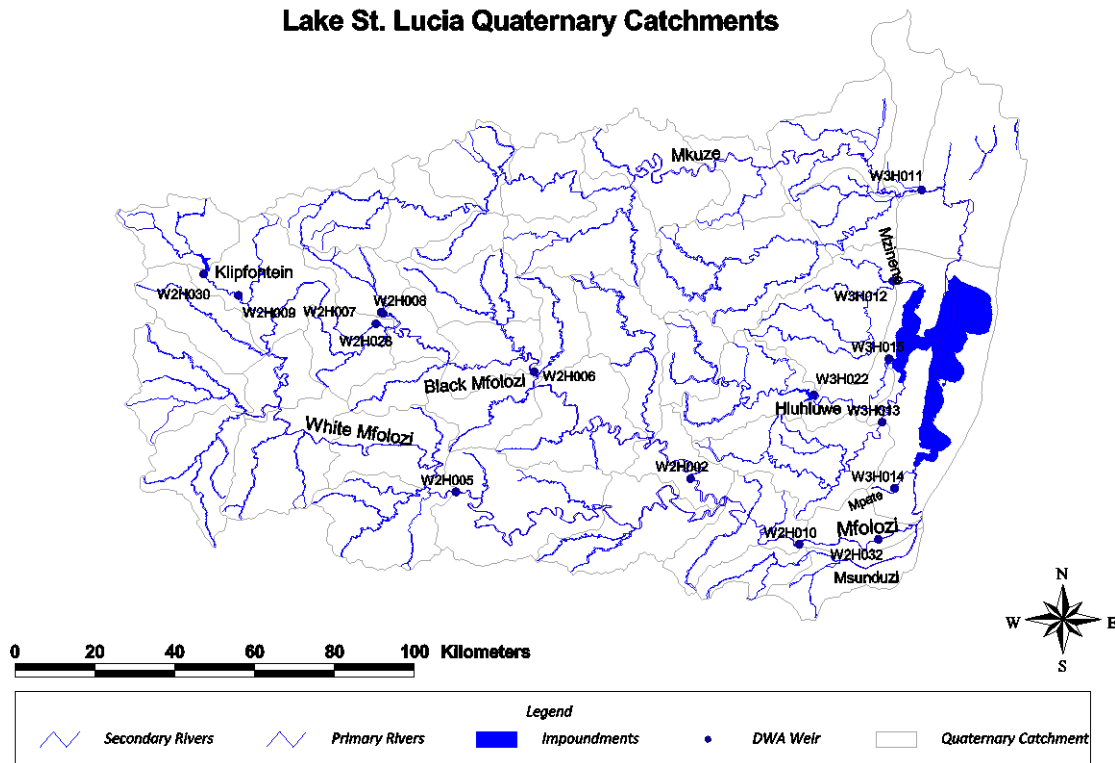 Lake St. Lucia Quaternary Catchments
Mkuze
W3H011
Mzinene
Klipfontein
W2H030
W2H009
W2H007
W2H008
W3H012
W2H028
W3H015
Black Mfolozi
W2H006
W3H022
Hluhluwe
W3H013
White Mfolozi
W2H005
W2H002
W3H014
Mpate
Mfolozi
W2H010
W2H032
Msunduzi
N
W
E
S
0 20 40 60 80 100 Kilometers
Legend
Secondary Rivers Primary Rivers Impoundments DWA Weir Quaternary Catchment